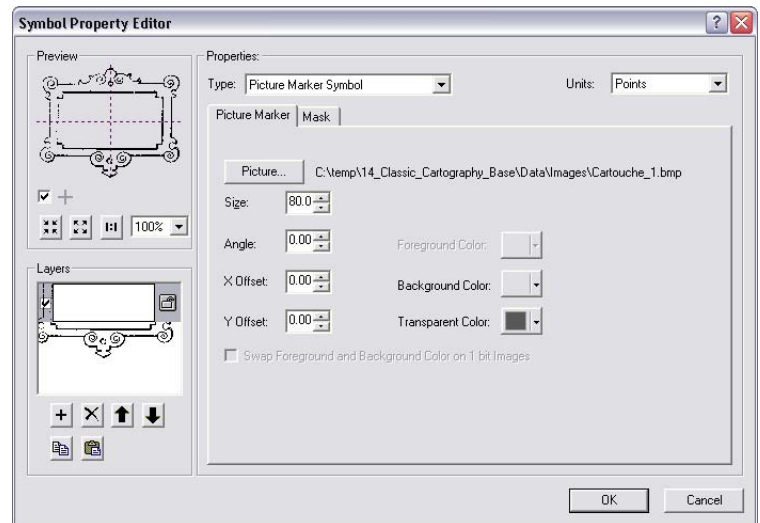 Symbol Property Editor
Preview
100%
Layers
Properties:
Type: Picture Marker Symbol
Units: Points
Picture Marker
Mask
Picture... C:\temp\14_Classic_Cartography_Base\Data\Images\Cartouche_1.bmp
Size: 80.0
Angle: 0.00
Foreground Color:
X Offset: 0.00
Background Color:
Y Offset: 0.00
Transparent Color:
Swap Foreground and Background Color on 1 bit Images
OK
Cancel